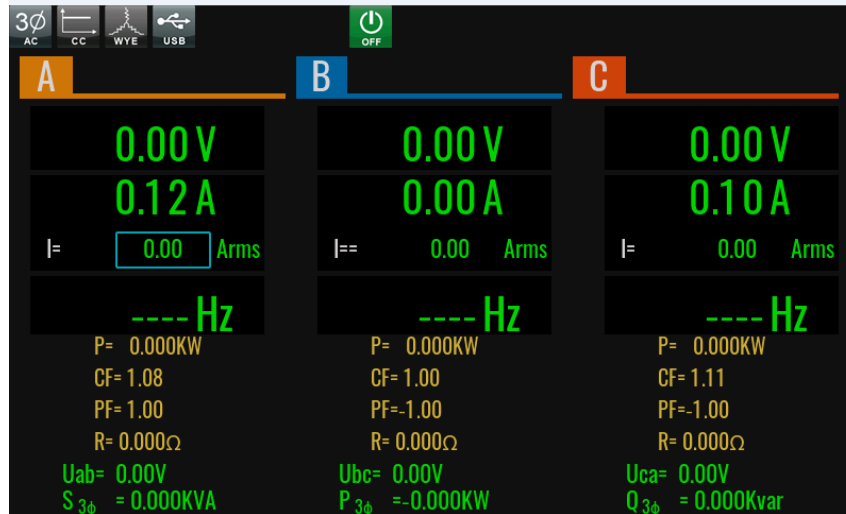 3Ø AC CC WYE USB OFF
A B C
0.00 V 0.00 V 0.00 V
0.12 A 0.00 A 0.10 A
I= 0.00 Arms I== 0.00 Arms I= 0.00 Arms
---- Hz ---- Hz ---- Hz
P= 0.000KW P= 0.000KW P= 0.000KW
CF= 1.08 CF= 1.00 CF= 1.11
PF= 1.00 PF=-1.00 PF=-1.00
R= 0.000Ω R= 0.000Ω R= 0.000Ω
Uab= 0.00V Ubc= 0.00V Uca= 0.00V
S 3ϕ = 0.000KVA P 3ϕ =-0.000KW Q 3ϕ = 0.000Kvar